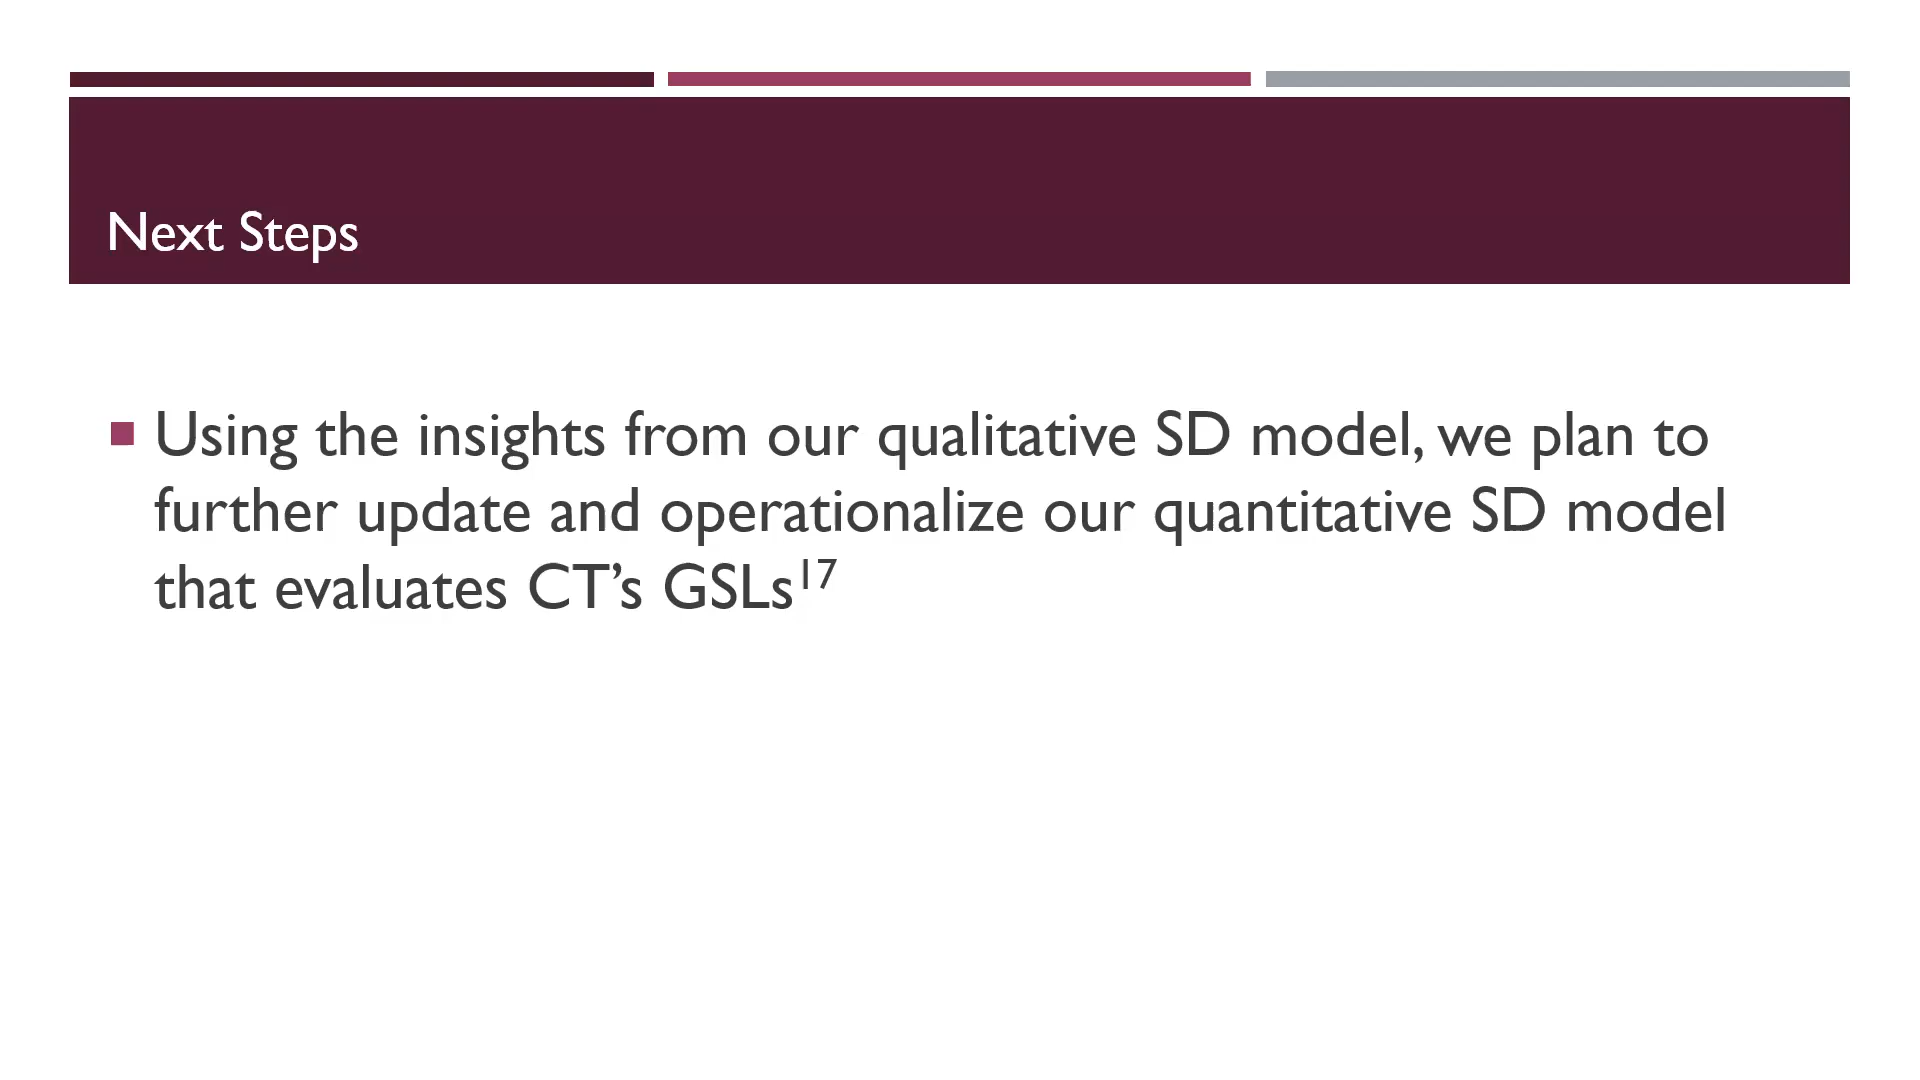 Next Steps
■ Using the insights from our qualitative SD model, we plan to
further update and operationalize our quantitative SD model
that evaluates CT’s GSLs¹⁷